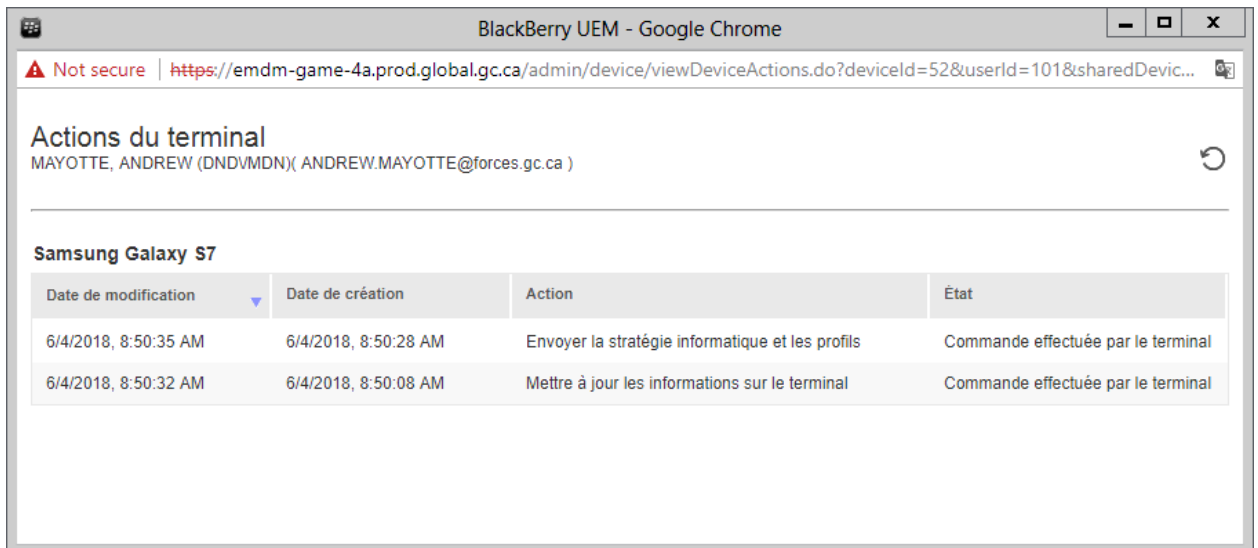 BlackBerry UEM - Google Chrome
Not secure | https://emdm-game-4a.prod.global.gc.ca/admin/device/viewDeviceActions.do?deviceId=52&userId=101&sharedDevic...
Actions du terminal
MAYOTTE, ANDREW (DND\/MDN)( ANDREW.MAYOTTE@forces.gc.ca )
Samsung Galaxy S7
Date de modification Date de création Action État
6/4/2018, 8:50:35 AM 6/4/2018, 8:50:28 AM Envoyer la stratégie informatique et les profils Commande effectuée par le terminal
6/4/2018, 8:50:32 AM 6/4/2018, 8:50:08 AM Mettre à jour les informations sur le terminal Commande effectuée par le terminal